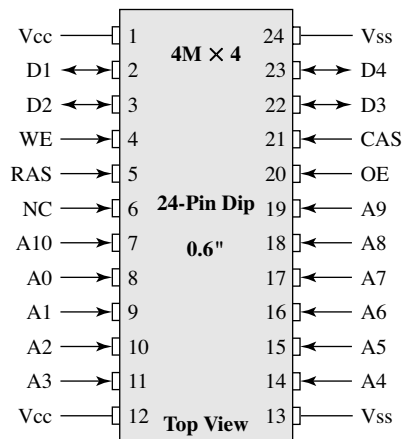 Vcc 1 4M × 4 24 Vss
D1 2 23 D4
D2 3 22 D3
WE 4 21 CAS
RAS 5 20 OE
NC 6 24-Pin Dip 19 A9
A10 7 0.6" 18 A8
A0 8 17 A7
A1 9 16 A6
A2 10 15 A5
A3 11 14 A4
Vcc 12 Top View 13 Vss